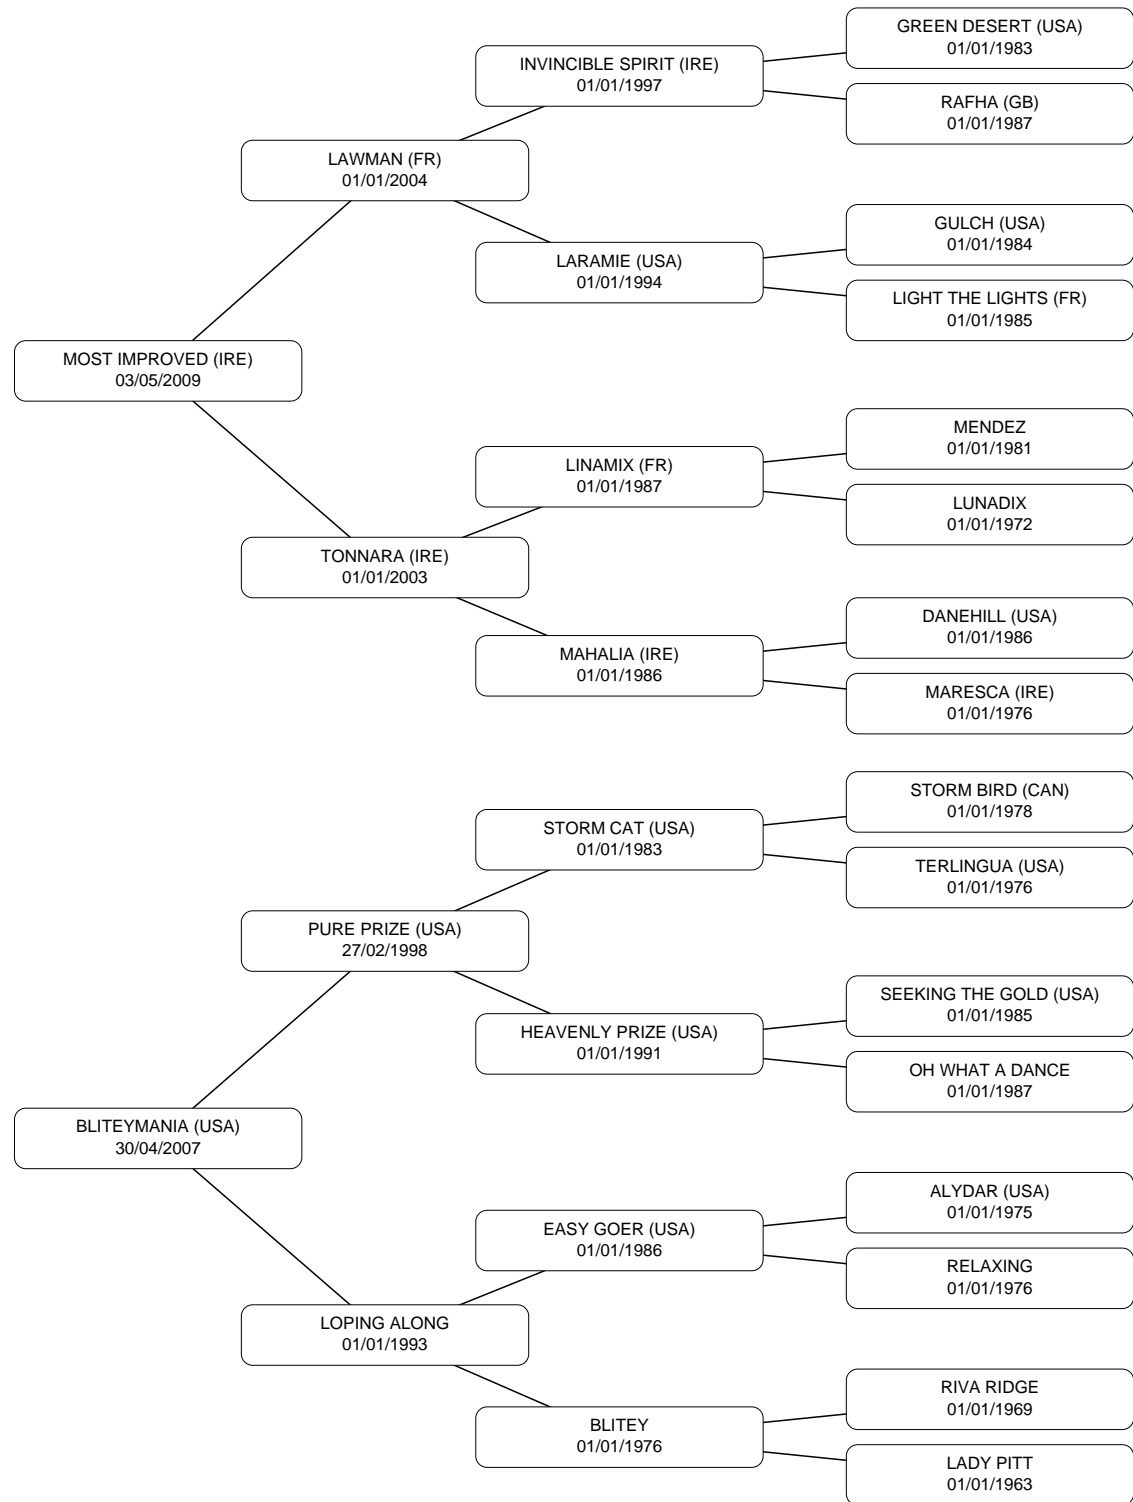 GREEN DESERT (USA)
01/01/1983
INVINCIBLE SPIRIT (IRE)
01/01/1997
RAFHA (GB)
01/01/1987
LAWMAN (FR)
01/01/2004
GULCH (USA)
01/01/1984
LARAMIE (USA)
01/01/1994
LIGHT THE LIGHTS (FR)
01/01/1985
MOST IMPROVED (IRE)
03/05/2009
MENDEZ
01/01/1981
LINAMIX (FR)
01/01/1987
LUNADIX
01/01/1972
TONNARA (IRE)
01/01/2003
DANEHILL (USA)
01/01/1986
MAHALIA (IRE)
01/01/1986
MARESCA (IRE)
01/01/1976
STORM BIRD (CAN)
01/01/1978
STORM CAT (USA)
01/01/1983
TERLINGUA (USA)
01/01/1976
PURE PRIZE (USA)
27/02/1998
SEEKING THE GOLD (USA)
01/01/1985
HEAVENLY PRIZE (USA)
01/01/1991
OH WHAT A DANCE
01/01/1987
BLITEYMANIA (USA)
30/04/2007
ALYDAR (USA)
01/01/1975
EASY GOER (USA)
01/01/1986
RELAXING
01/01/1976
LOPING ALONG
01/01/1993
RIVA RIDGE
01/01/1969
BLITEY
01/01/1976
LADY PITT
01/01/1963